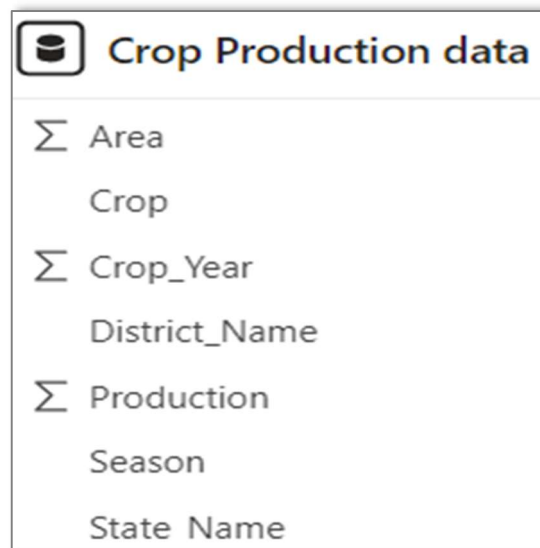 Crop Production data
∑ Area
Crop
∑ Crop_Year
District_Name
∑ Production
Season
State_Name